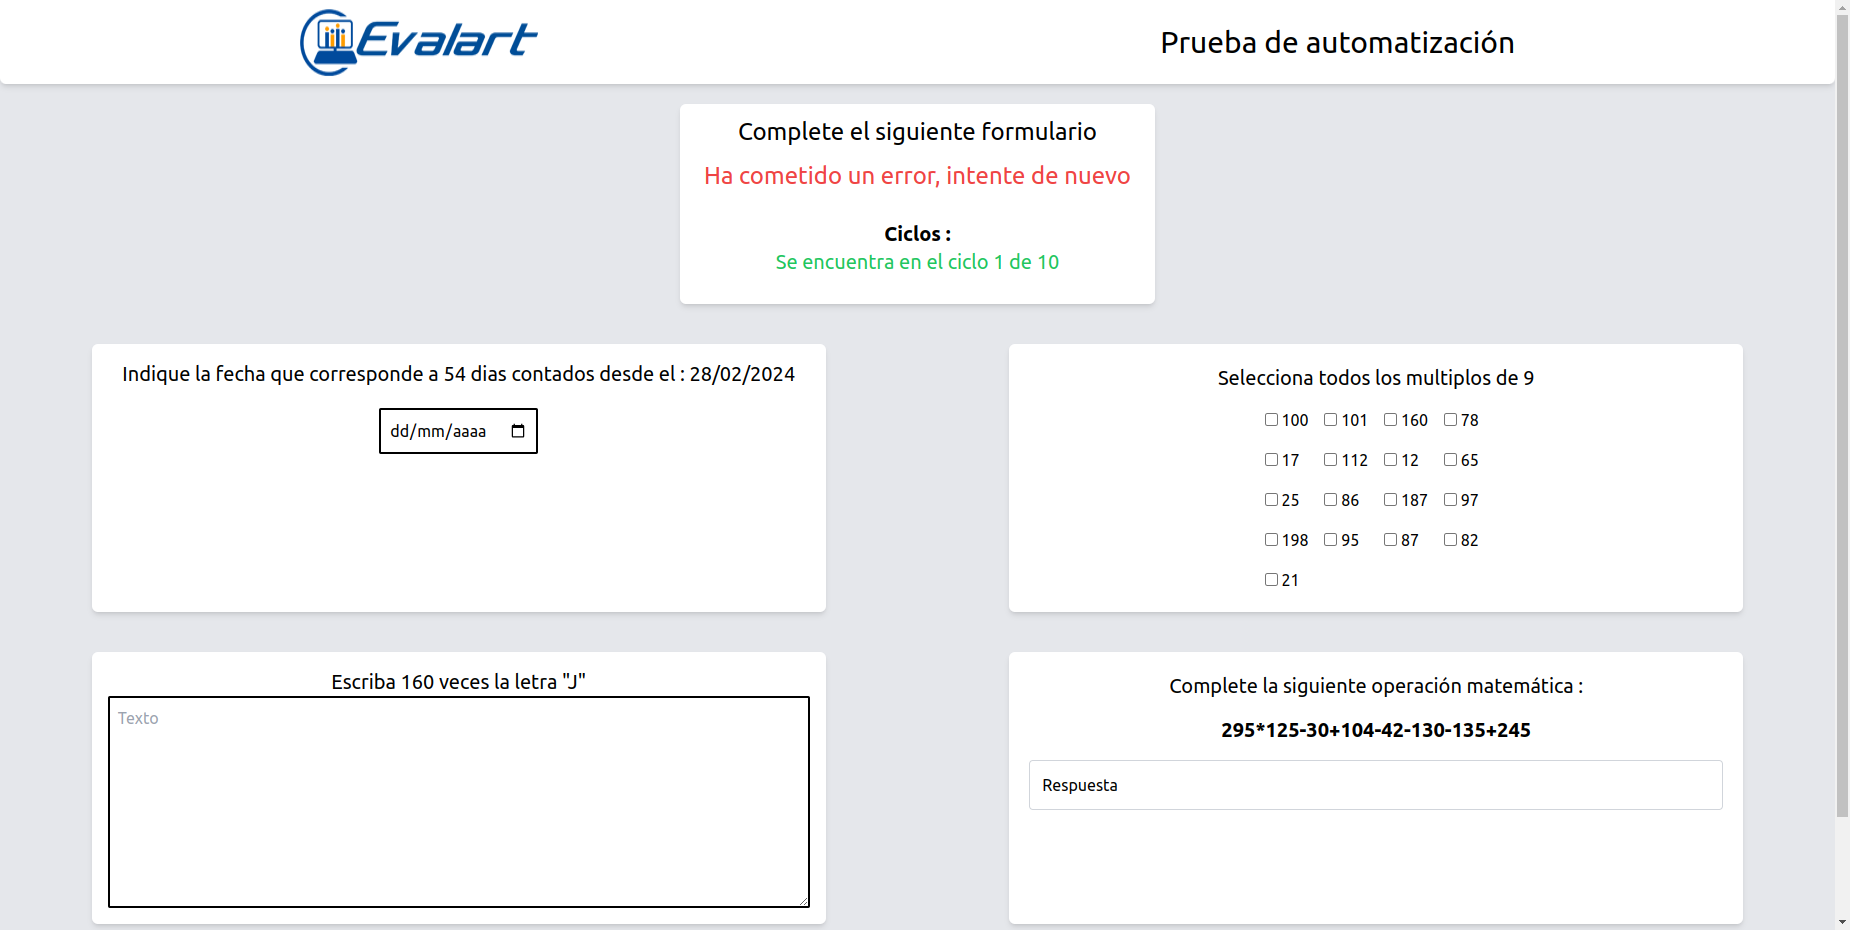 Evalart
Prueba de automatización
Complete el siguiente formulario
Ha cometido un error, intente de nuevo
Ciclos :
Se encuentra en el ciclo 1 de 10
Indique la fecha que corresponde a 54 dias contados desde el : 28/02/2024
dd/mm/aaaa
Selecciona todos los multiplos de 9
100 101 160 78
17 112 12 65
25 86 187 97
198 95 87 82
21
Escriba 160 veces la letra "J"
Texto
Complete la siguiente operación matemática :
295*125-30+104-42-130-135+245
Respuesta